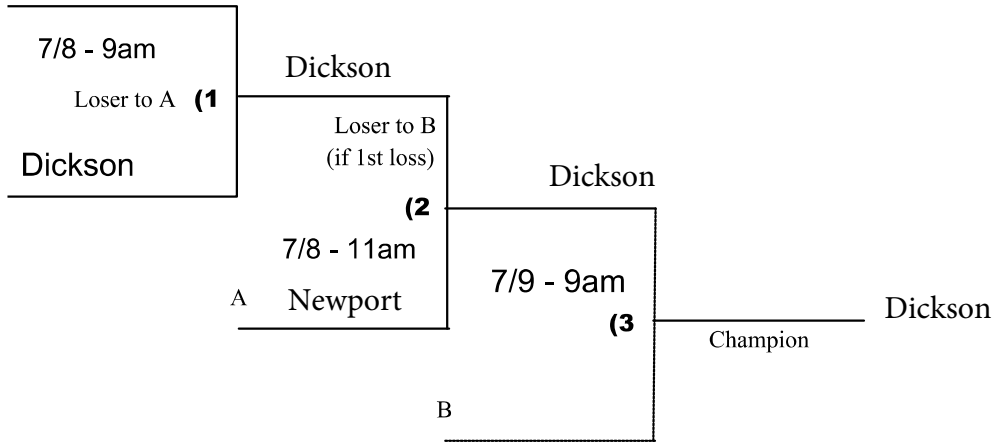 7/8 - 9am
Dickson
Loser to A (1
Dickson
Loser to B
(if 1st loss)
Dickson
(2
7/8 - 11am
A Newport
7/9 - 9am
(3
Dickson
Champion
B